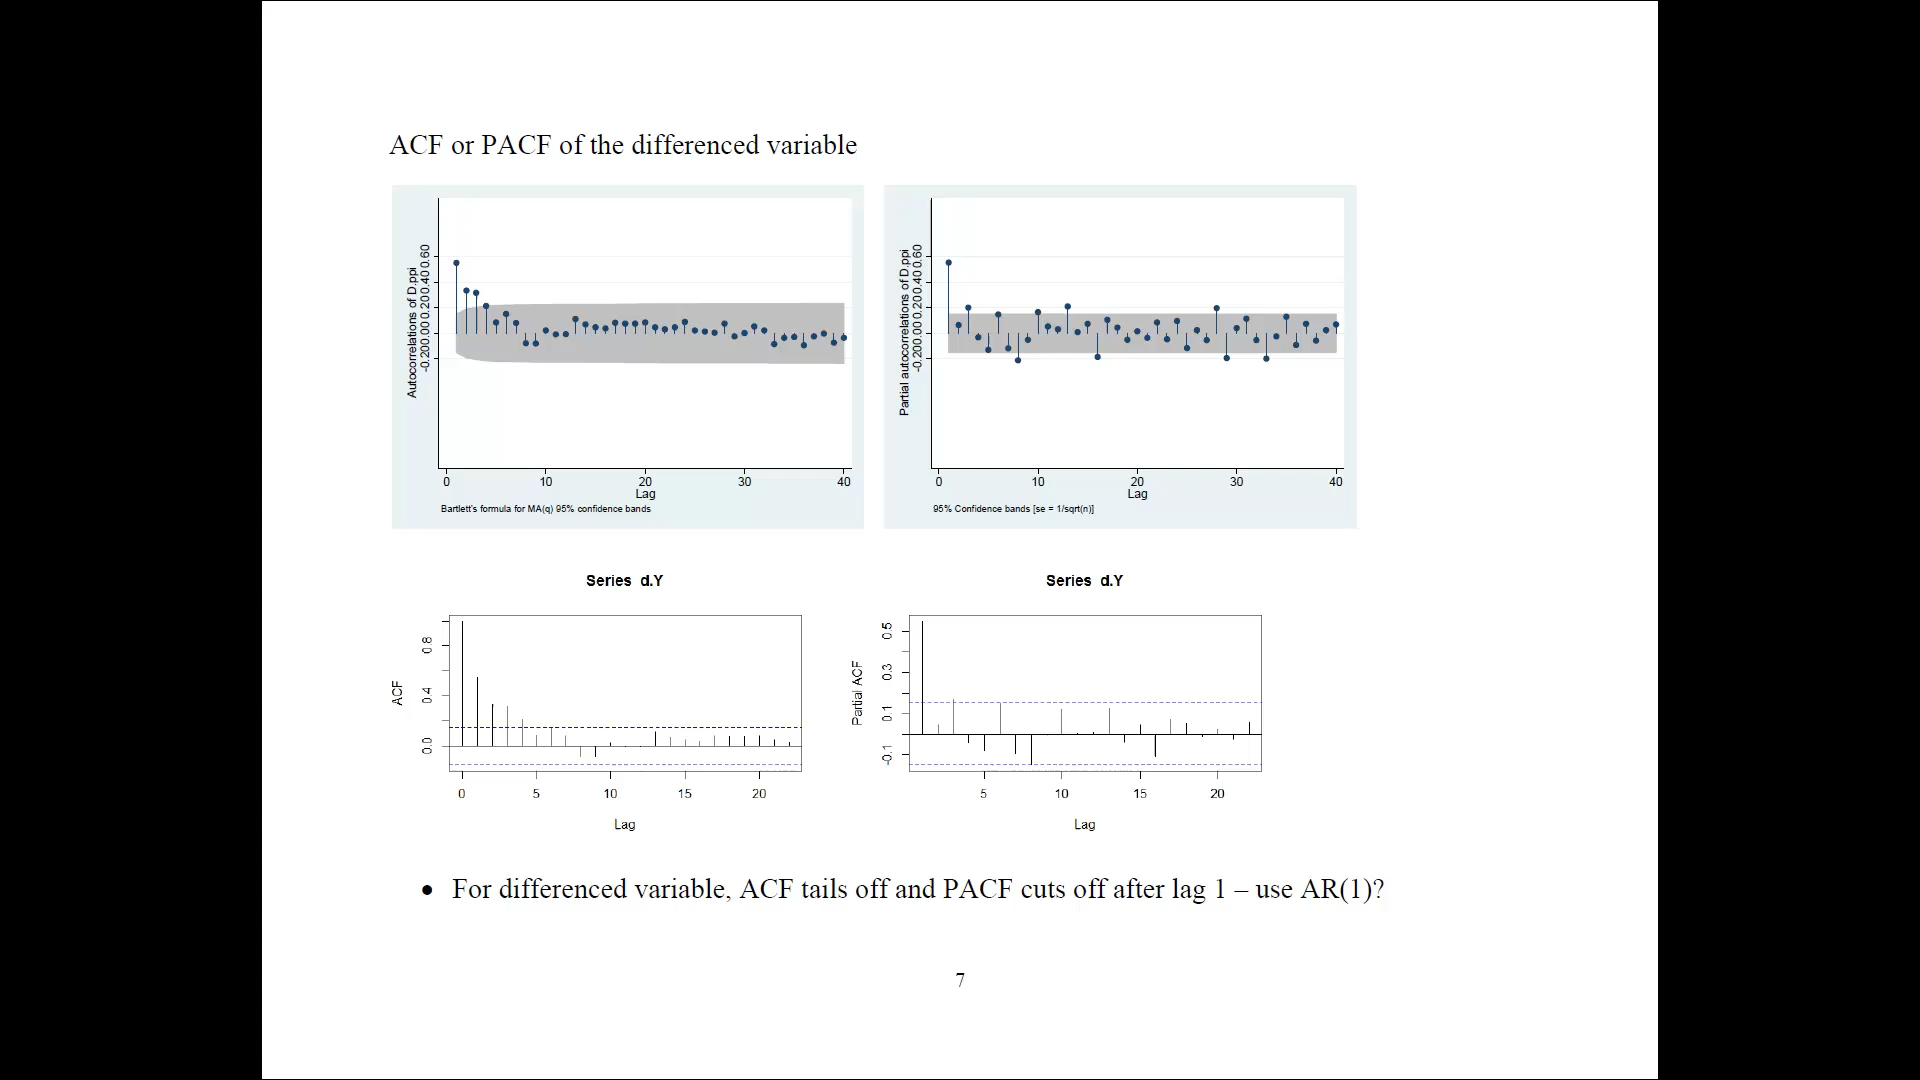 ACF or PACF of the differenced variable
Autocorrelations of D.ppi
-0.20 0.00 0.20 0.40 0.60
0 10 20 30 40
Lag
Bartlett's formula for MA(q) 95% confidence bands
Partial autocorrelations of D.ppi
-0.20 0.00 0.20 0.40 0.60
0 10 20 30 40
Lag
95% Confidence bands [se = 1/sqrt(n)]
Series d.Y
ACF
0.0 0.4 0.8
0 5 10 15 20
Lag
Series d.Y
Partial ACF
-0.1 0.1 0.3 0.5
5 10 15 20
Lag
• For differenced variable, ACF tails off and PACF cuts off after lag 1 – use AR(1)?
7